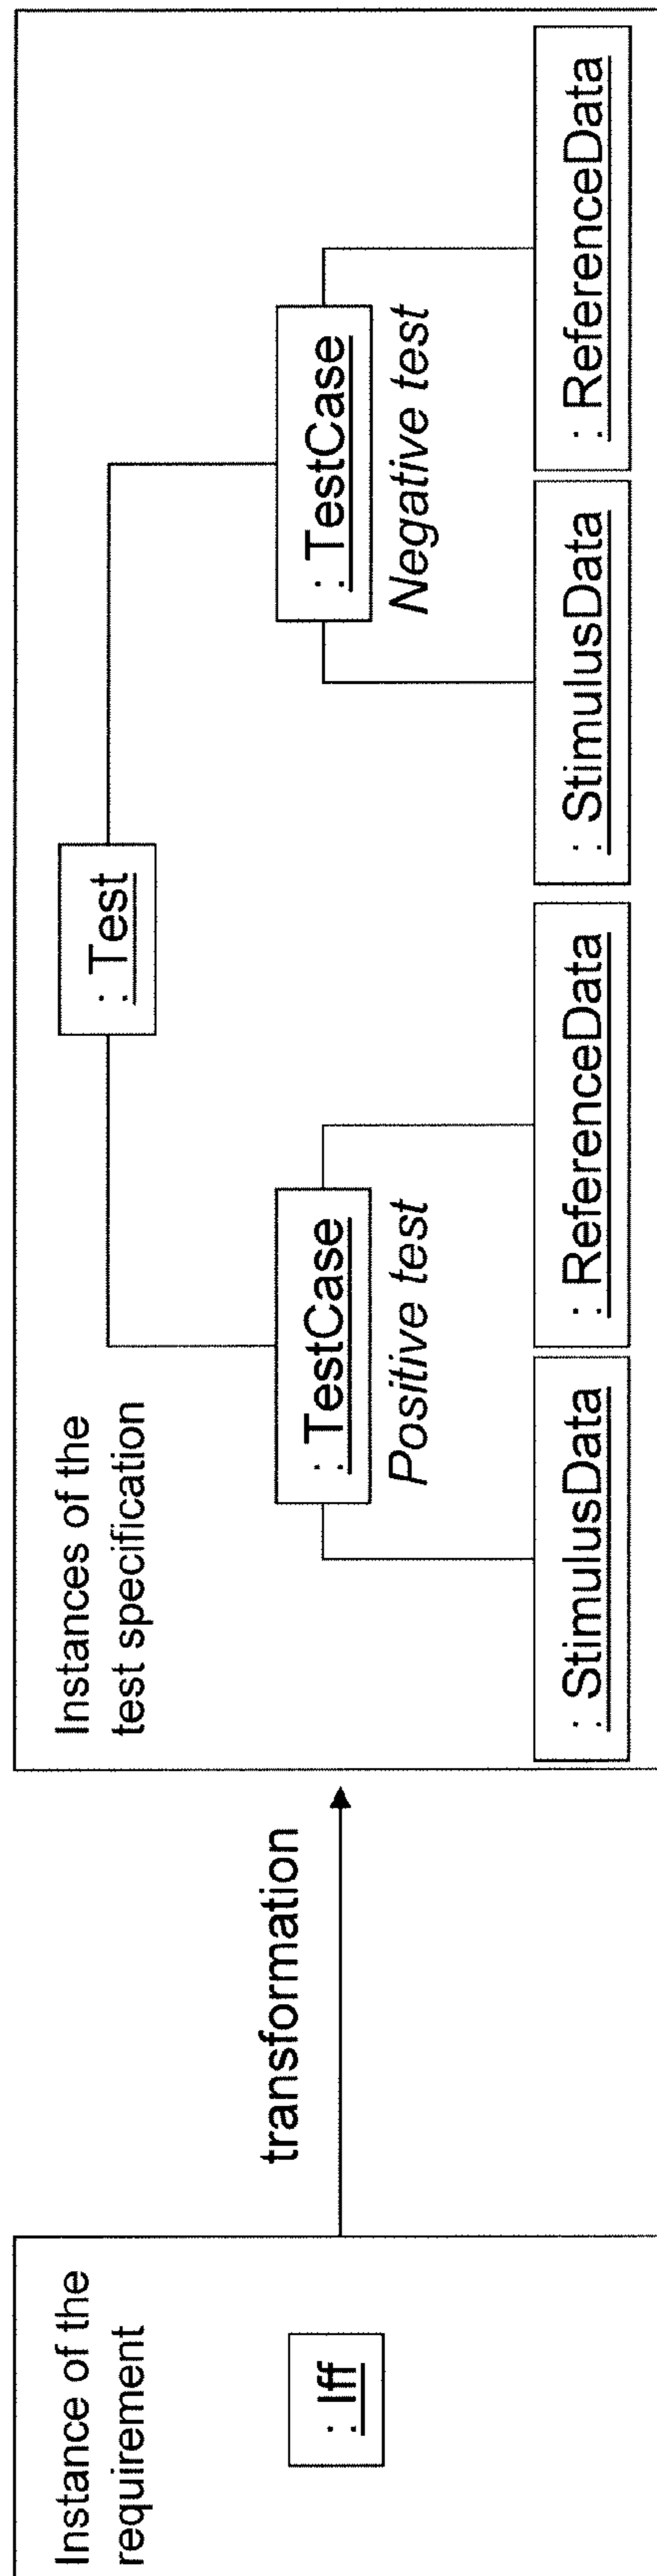 Instance of the
requirement
: Iff
transformation
Instances of the
test specification
: Test
: TestCase
Positive test
: TestCase
Negative test
: StimulusData
: ReferenceData
: StimulusData
: ReferenceData